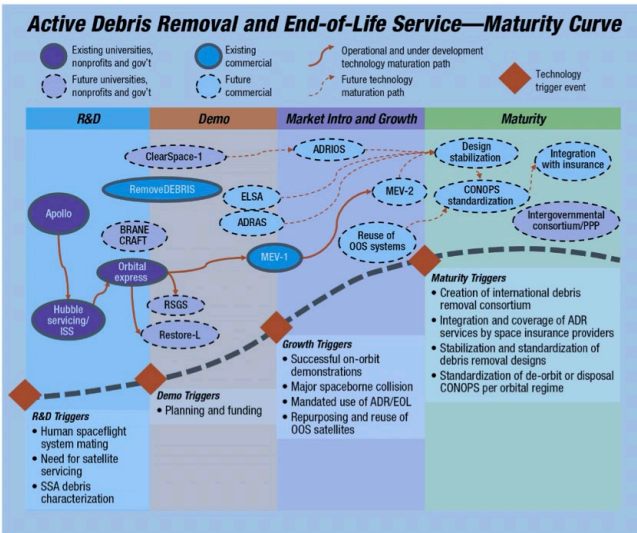 Active Debris Removal and End-of-Life Service—Maturity Curve
Existing universities,
nonprofits and gov't
Future universities,
nonprofits and gov't
Existing
commercial
Future
commercial
Operational and under development
technology maturation path
Future technology
maturation path
Technology
trigger event
R&D
Demo
Market Intro and Growth
Maturity
ClearSpace-1
ADRIOS
Design
stabilization
Integration
with insurance
RemoveDEBRIS
ELSA
MEV-2
CONOPS
standardization
Apollo
ADRAS
Intergovernmental
consortium/PPP
BRANE
CRAFT
Reuse of
OOS systems
Orbital
express
MEV-1
RSGS
Hubble
servicing/
ISS
Restore-L
Maturity Triggers
• Creation of international debris
removal consortium
• Integration and coverage of ADR
services by space insurance providers
• Stabilization and standardization of
debris removal designs
• Standardization of de-orbit or disposal
CONOPS per orbital regime
Growth Triggers
• Successful on-orbit
demonstrations
• Major spaceborne collision
• Mandated use of ADR/EOL
• Repurposing and reuse of
OOS satellites
Demo Triggers
• Planning and funding
R&D Triggers
• Human spaceflight
system mating
• Need for satellite
servicing
• SSA debris
characterization